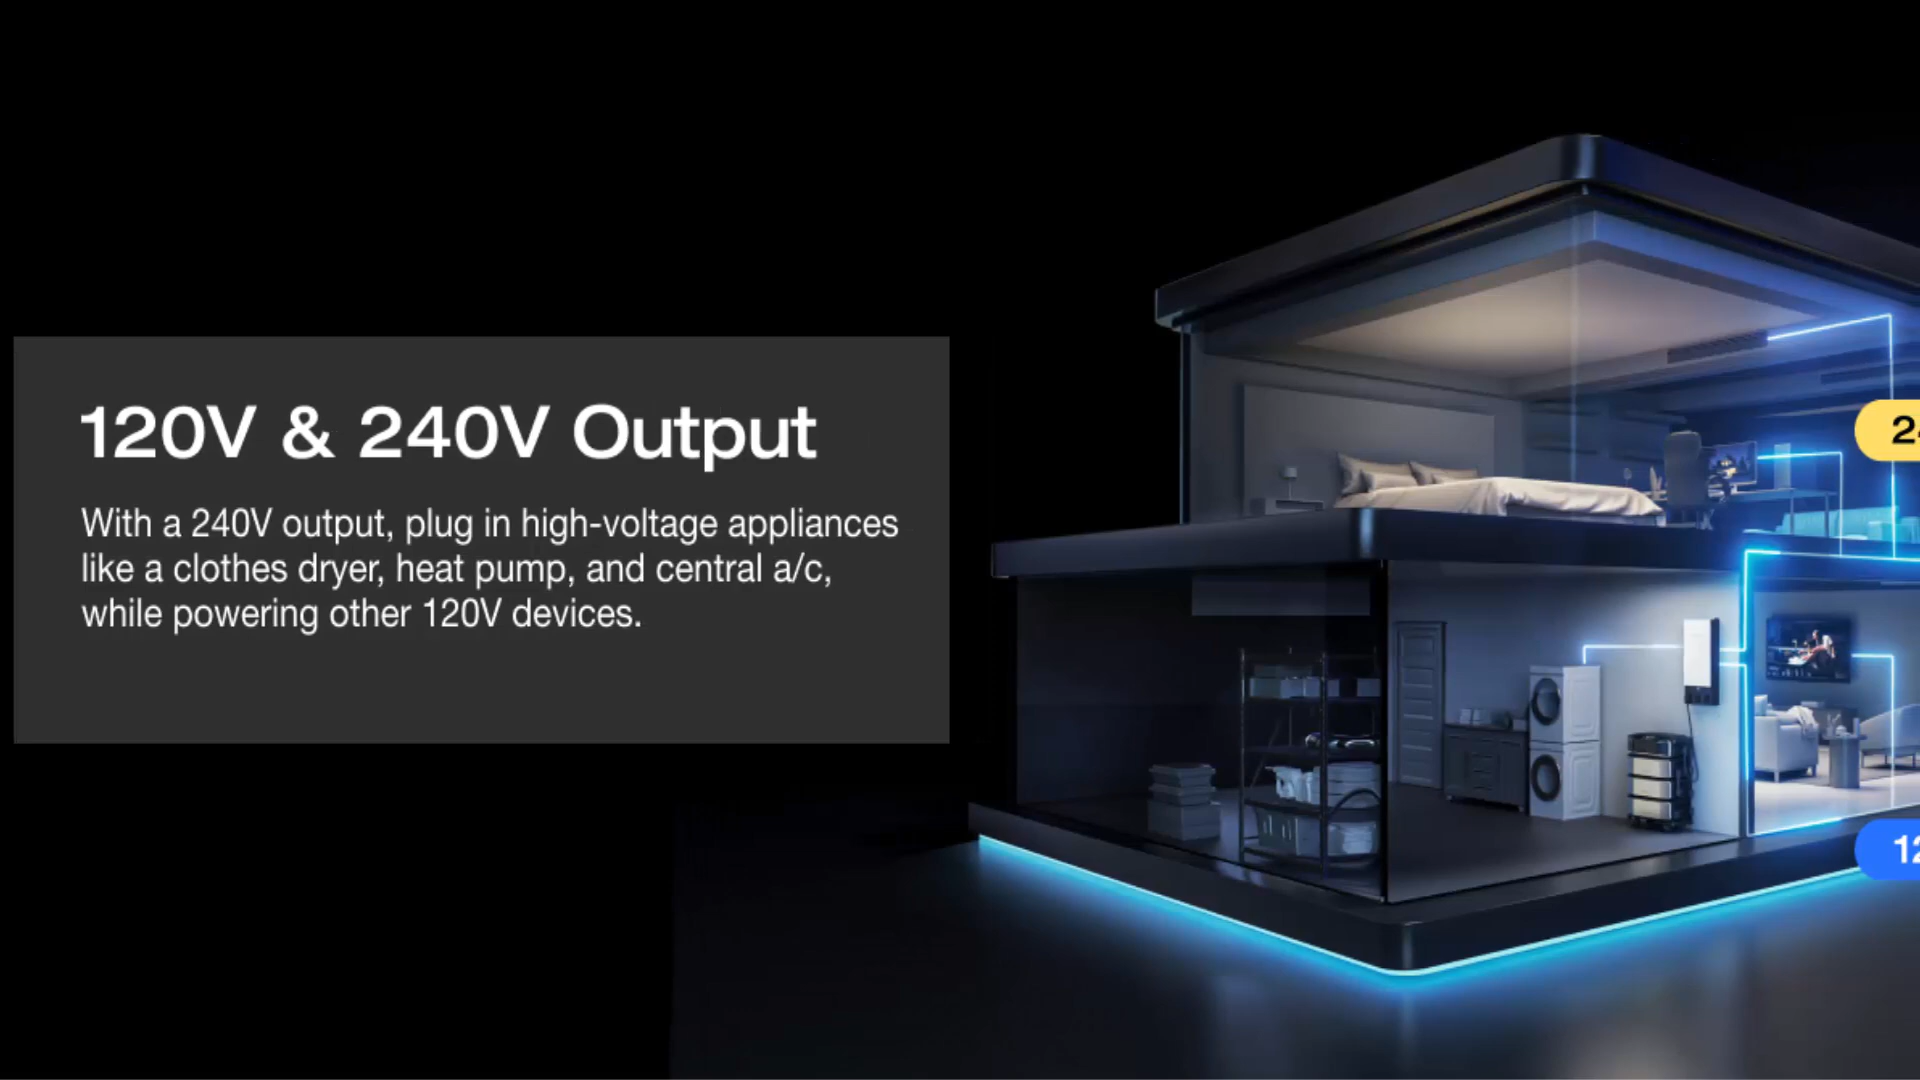 120V & 240V Output
With a 240V output, plug in high-voltage appliances
like a clothes dryer, heat pump, and central a/c,
while powering other 120V devices.